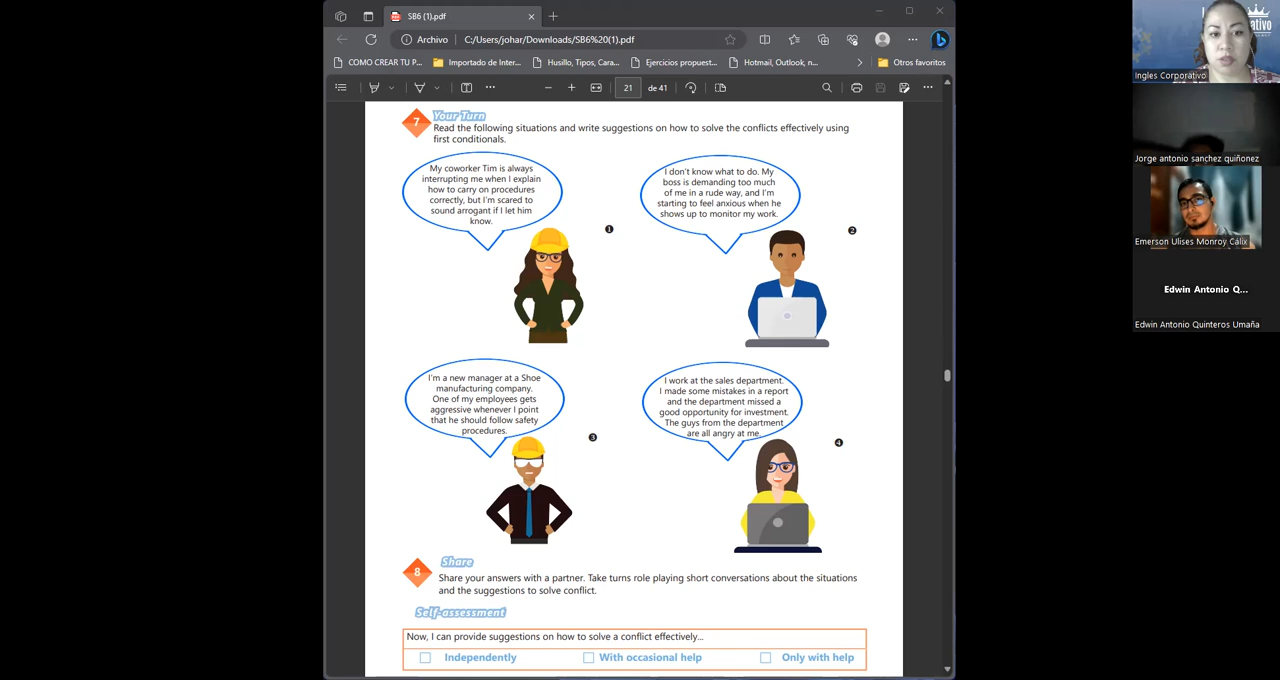 SB6 (1).pdf
Archivo
C:/Users/johar/Downloads/SB6%20(1).pdf
COMO CREAR TU P...
Importado de Inter...
Husillo, Tipos, Cara...
Ejercicios propuest...
Hotmail, Outlook, n...
Otros favoritos
21 de 41
7
Your Turn
Read the following situations and write suggestions on how to solve the conflicts effectively using
first conditionals.
My coworker Tim is always
interrupting me when I explain
how to carry on procedures
correctly, but I'm scared to
sound arrogant if I let him
know.
1
I don't know what to do. My
boss is demanding too much
of me in a rude way, and I'm
starting to feel anxious when he
shows up to monitor my work.
2
I'm a new manager at a Shoe
manufacturing company.
One of my employees gets
aggressive whenever I point
that he should follow safety
procedures.
3
I work at the sales department.
I made some mistakes in a report
and the department missed a
good opportunity for investment.
The guys from the department
are all angry at me.
4
8
Share
Share your answers with a partner. Take turns role playing short conversations about the situations
and the suggestions to solve conflict.
Self-assessment
Now, I can provide suggestions on how to solve a conflict effectively...
Independently
With occasional help
Only with help
Ingles Corporativo
Jorge antonio sanchez quiñonez
Emerson Ulises Monroy Cálix
Edwin Antonio Q...
Edwin Antonio Quinteros Umaña